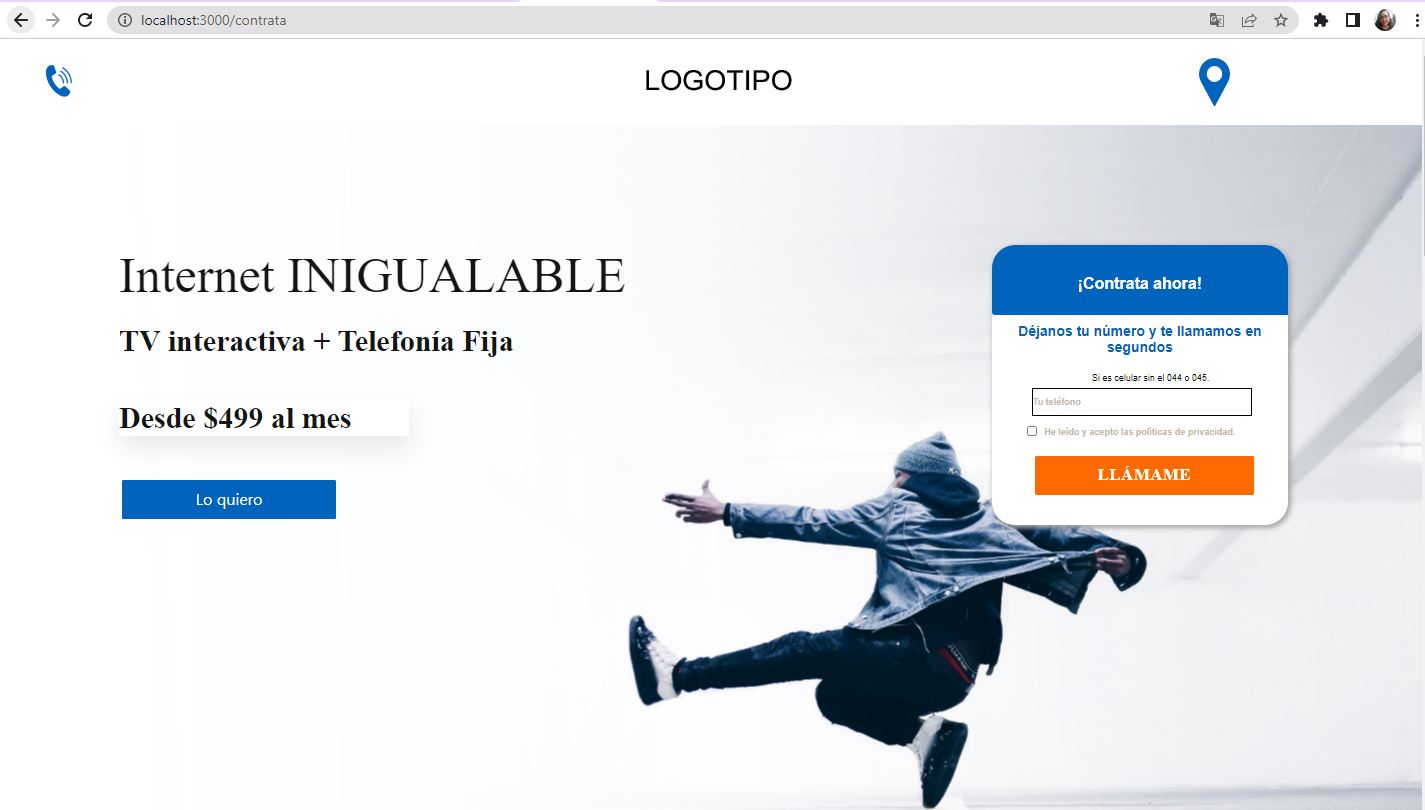 localhost:3000/contrata
LOGOTIPO
Internet INIGUALABLE
TV interactiva + Telefonía Fija
Desde $499 al mes
Lo quiero
¡Contrata ahora!
Déjanos tu número y te llamamos en
segundos
Si es celular sin el 044 o 045.
Tu teléfono
He leído y acepto las políticas de privacidad.
LLÁMAME